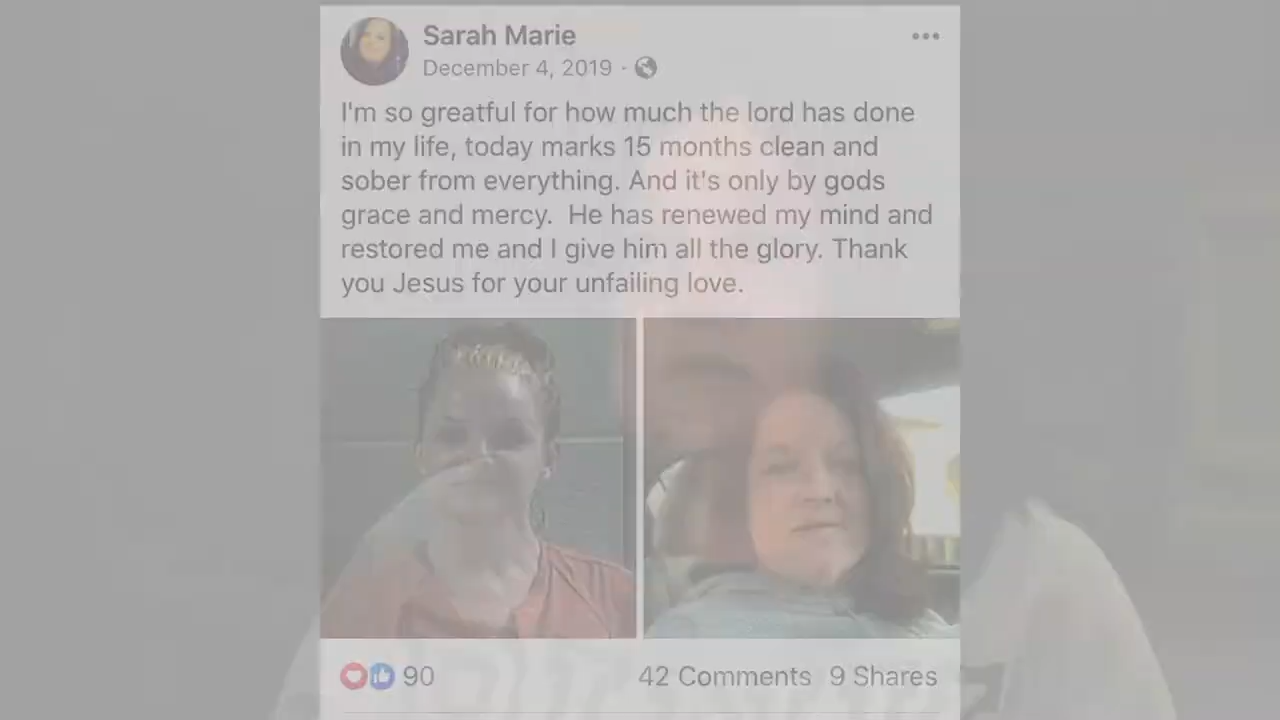 Sarah Marie
December 4, 2019 ·
I'm so greatful for how much the lord has done
in my life, today marks 15 months clean and
sober from everything. And it's only by gods
grace and mercy.  He has renewed my mind and
restored me and I give him all the glory. Thank
you Jesus for your unfailing love.
90
42 Comments 9 Shares